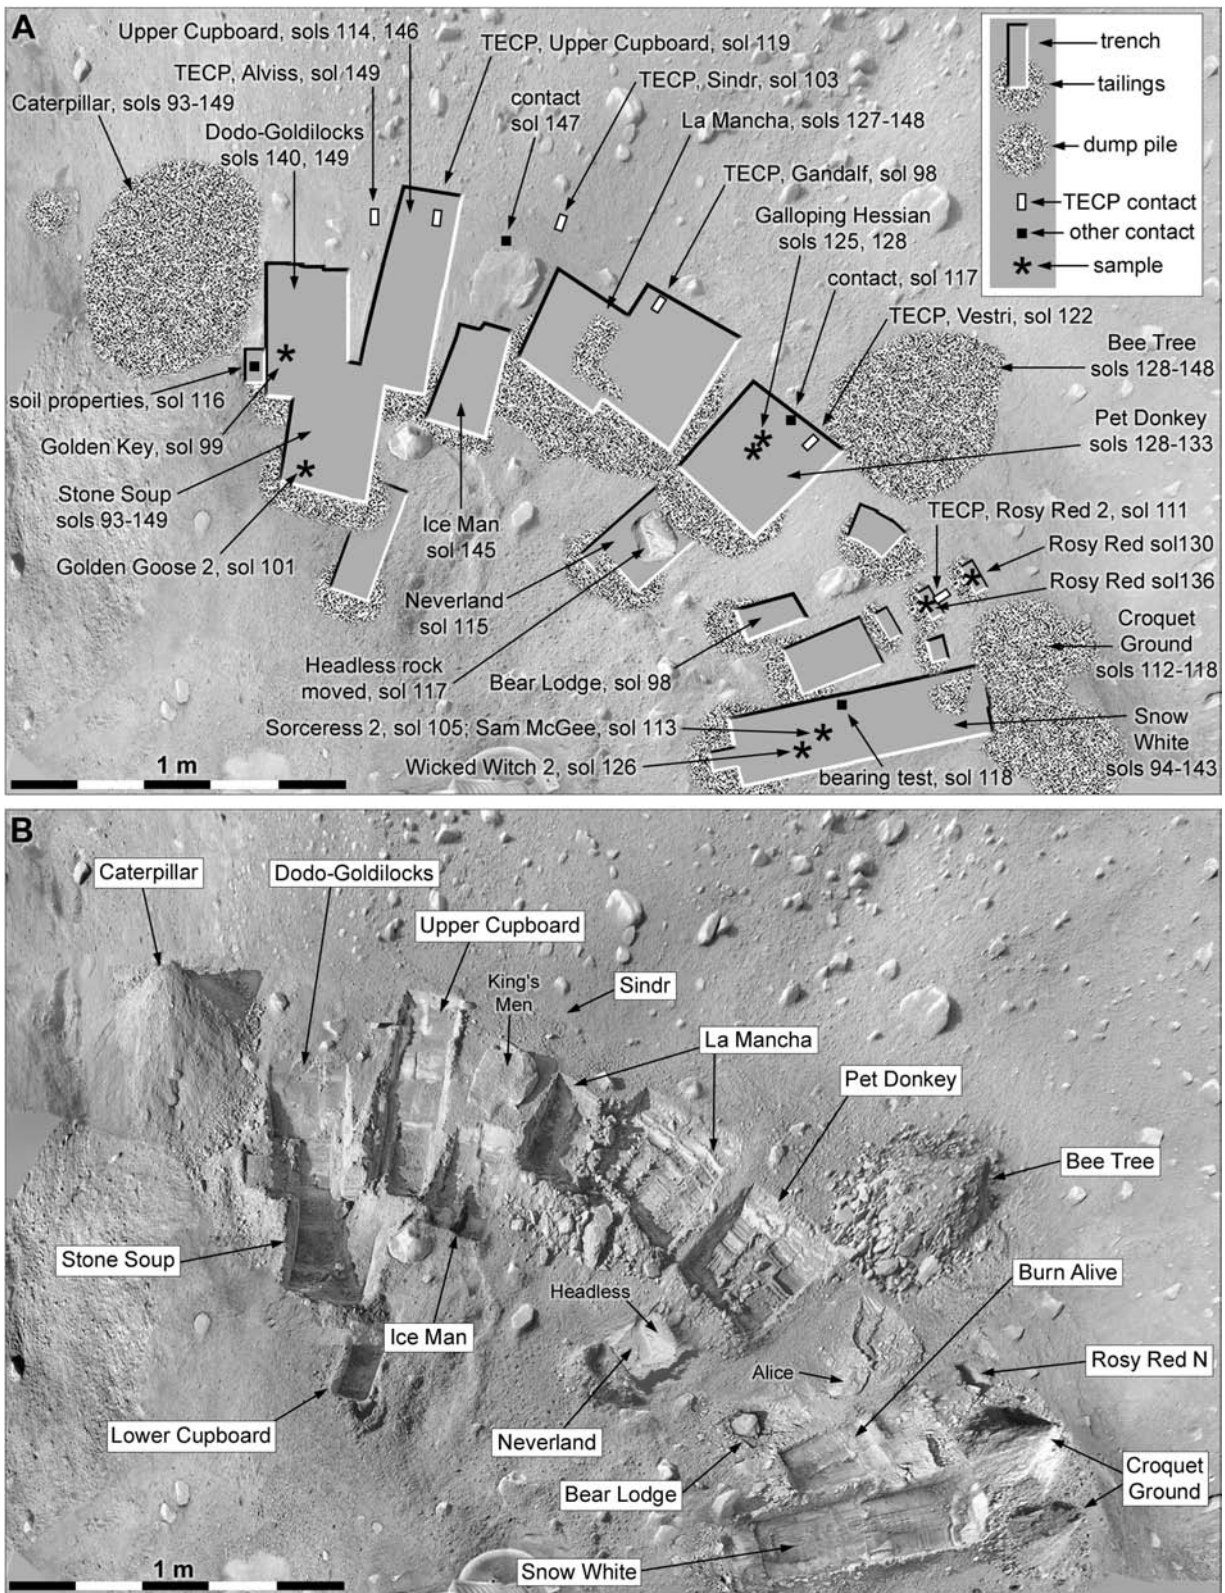 A
Upper Cupboard, sols 114, 146
TECP, Upper Cupboard, sol 119
TECP, Alviss, sol 149
TECP, Sindr, sol 103
Caterpillar, sols 93-149
contact
sol 147
La Mancha, sols 127-148
Dodo-Goldilocks
sols 140, 149
TECP, Gandalf, sol 98
Galloping Hessian
sols 125, 128
contact, sol 117
TECP, Vestri, sol 122
trench
tailings
dump pile
TECP contact
other contact
sample
Bee Tree
sols 128-148
soil properties, sol 116
Pet Donkey
sols 128-133
Golden Key, sol 99
Stone Soup
sols 93-149
Ice Man
sol 145
TECP, Rosy Red 2, sol 111
Rosy Red sol130
Golden Goose 2, sol 101
Rosy Red sol136
Neverland
sol 115
Croquet
Ground
sols 112-118
Headless rock
moved, sol 117
Bear Lodge, sol 98
Sorceress 2, sol 105; Sam McGee, sol 113
Snow
White
sols 94-143
Wicked Witch 2, sol 126
bearing test, sol 118
1 m
B
Caterpillar
Dodo-Goldilocks
Upper Cupboard
King's
Men
Sindr
La Mancha
Pet Donkey
Bee Tree
Stone Soup
Burn Alive
Headless
Ice Man
Alice
Rosy Red N
Lower Cupboard
Neverland
Bear Lodge
Croquet
Ground
Snow White
1 m